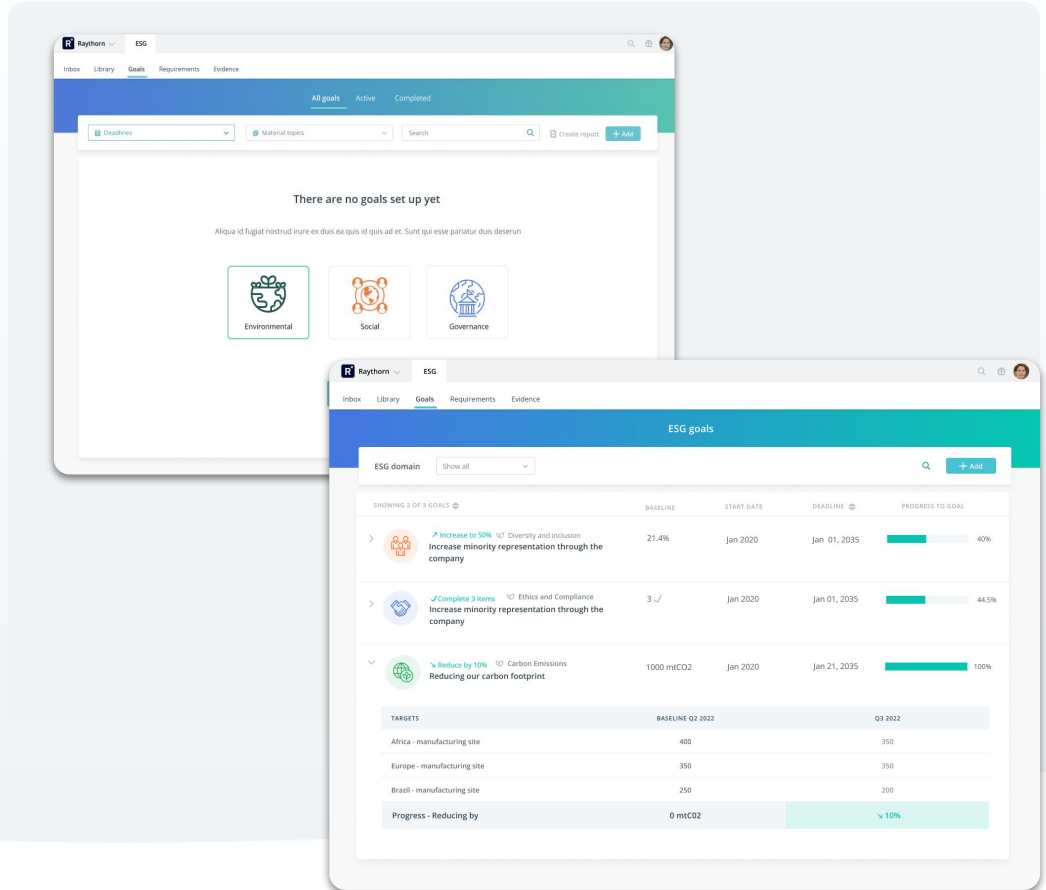 R Raythorn ESG
Inbox Library Goals Requirements Evidence
All goals Active Completed
Deadlines Material topics Search Create report + Add
There are no goals set up yet
Aliqua id fugiat nostrud irure ex duis ea quis id quis ad et. Sunt qui esse pariatur duis deserun
Environmental Social Governance
R Raythorn ESG
Inbox Library Goals Requirements Evidence
ESG goals
ESG domain Show all + Add
SHOWING 3 OF 3 GOALS BASELINE START DATE DEADLINE PROGRESS TO GOAL
↗ Increase to 50% Diversity and inclusion
Increase minority representation through the
company
21.4% Jan 2020 Jan 01, 2035 40%
✓Complete 3 items Ethics and Compliance
Increase minority representation through the
company
3 ✓ Jan 2020 Jan 01, 2035 44.5%
↘ Reduce by 10% Carbon Emissions
Reducing our carbon footprint
1000 mtCO2 Jan 2020 Jan 21, 2035 100%
TARGETS BASELINE Q2 2022 Q3 2022
Africa - manufacturing site 400 350
Europe - manufacturing site 350 350
Brazil - manufacturing site 250 200
Progress - Reducing by 0 mtC02 ↘ 10%